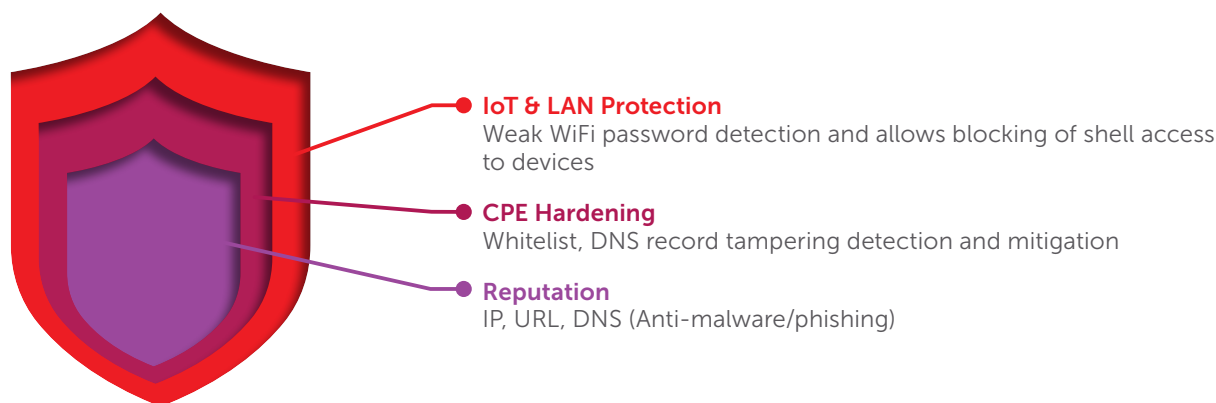 IoT & LAN Protection
Weak WiFi password detection and allows blocking of shell access
to devices
CPE Hardening
Whitelist, DNS record tampering detection and mitigation
Reputation
IP, URL, DNS (Anti-malware/phishing)